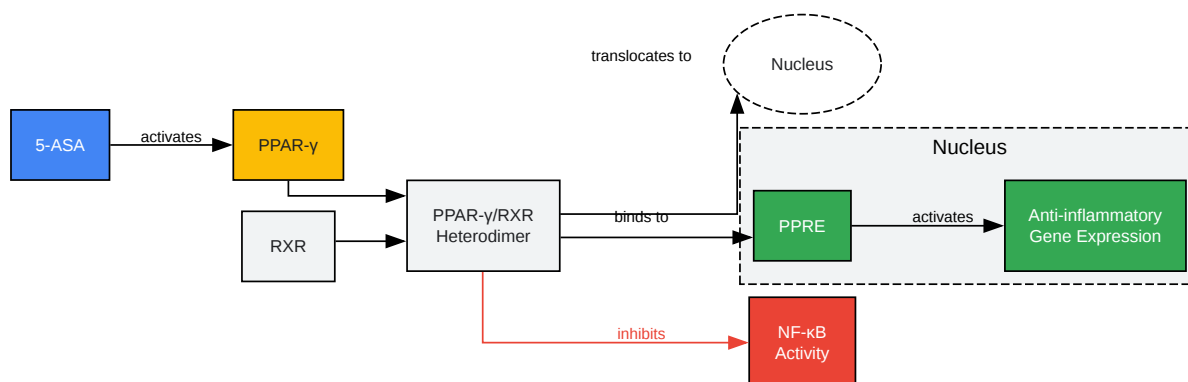 translocates to
Nucleus
5-ASA
activates
PPAR-γ
Nucleus
RXR
PPAR-γ/RXR
Heterodimer
binds to
PPRE
activates
Anti-inflammatory
Gene Expression
inhibits
NF-κB
Activity